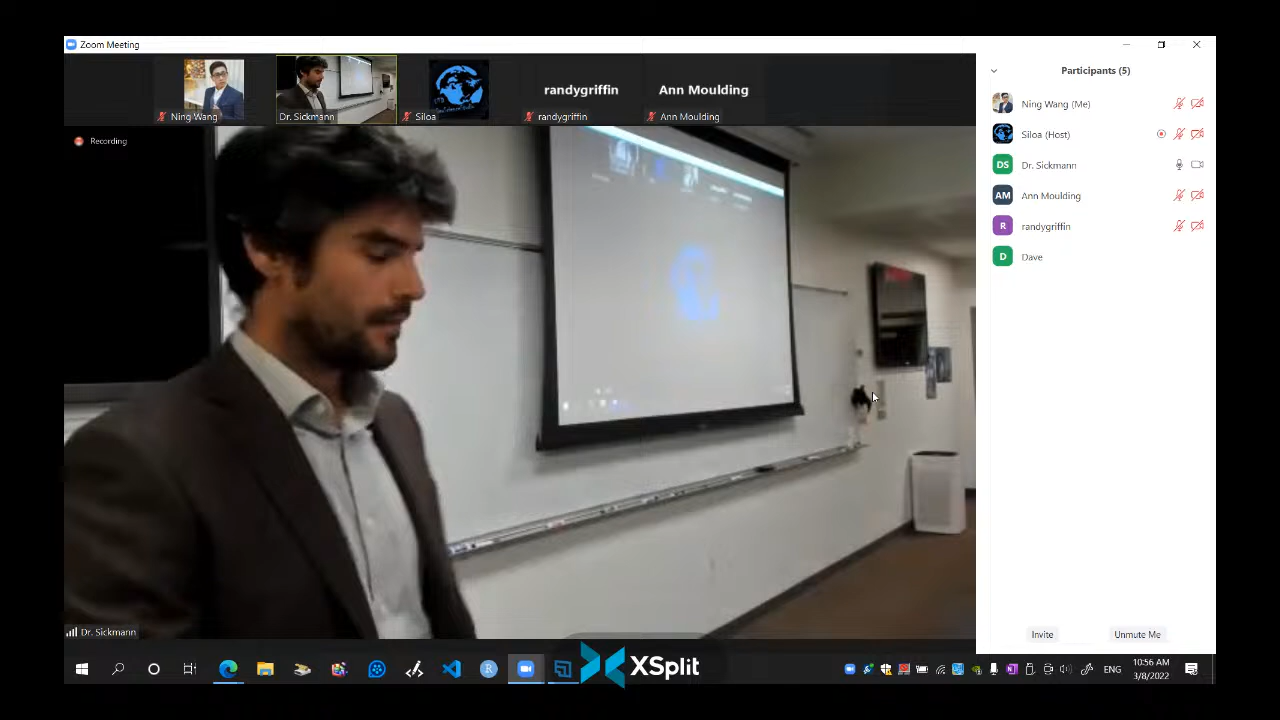 Zoom Meeting
randygriffin
Ann Moulding
Ning Wang
Dr. Sickmann
Siloa
randygriffin
Ann Moulding
Recording
Participants (5)
Ning Wang (Me)
Siloa (Host)
DS Dr. Sickmann
AM Ann Moulding
R randygriffin
D Dave
Dr. Sickmann
Invite
Unmute Me
XSplit
R
ENG
10:56 AM
3/8/2022